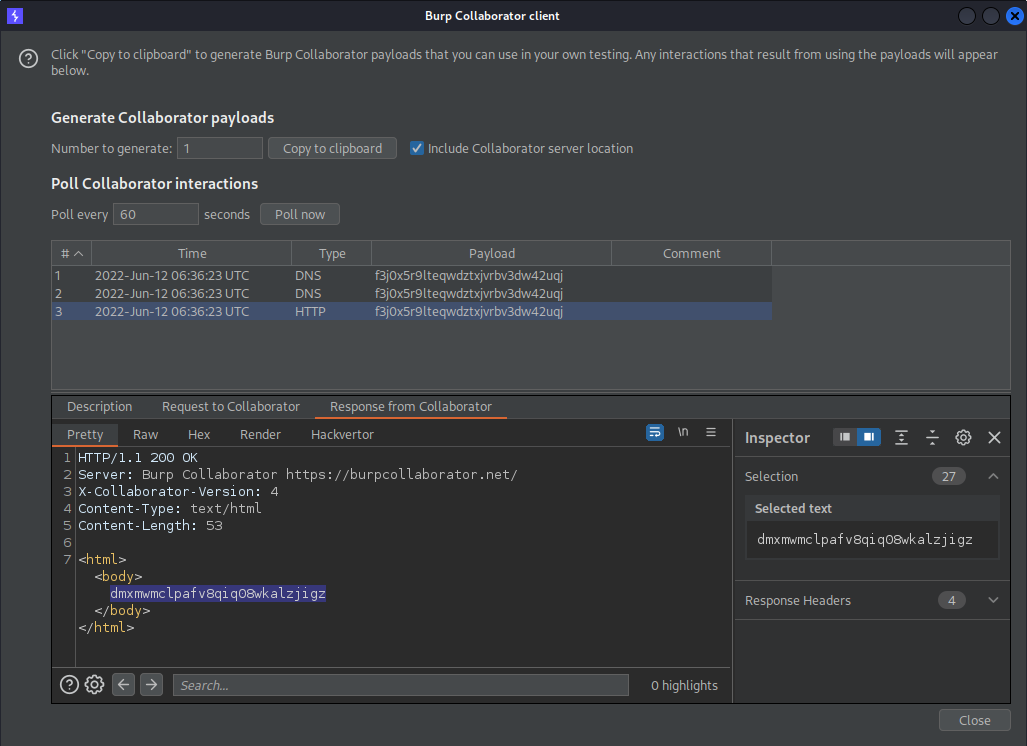 Burp Collaborator client
Click "Copy to clipboard" to generate Burp Collaborator payloads that you can use in your own testing. Any interactions that result from using the payloads will appear
below.
Generate Collaborator payloads
Number to generate: 1 Copy to clipboard Include Collaborator server location
Poll Collaborator interactions
Poll every 60 seconds Poll now
# Time Type Payload Comment
1 2022-Jun-12 06:36:23 UTC DNS f3j0x5r9lteqwdztxjvrbv3dw42uqj
2 2022-Jun-12 06:36:23 UTC DNS f3j0x5r9lteqwdztxjvrbv3dw42uqj
3 2022-Jun-12 06:36:23 UTC HTTP f3j0x5r9lteqwdztxjvrbv3dw42uqj
Description Request to Collaborator Response from Collaborator
Pretty Raw Hex Render Hackvertor \n
1 HTTP/1.1 200 OK
2 Server: Burp Collaborator https://burpcollaborator.net/
3 X-Collaborator-Version: 4
4 Content-Type: text/html
5 Content-Length: 53
6
7 <html>
<body>
dmxmwmclpafv8qiq08wkalzjigz
</body>
</html>
? Search... 0 highlights
Inspector
Selection 27
Selected text
dmxmwmclpafv8qiq08wkalzjigz
Response Headers 4
Close